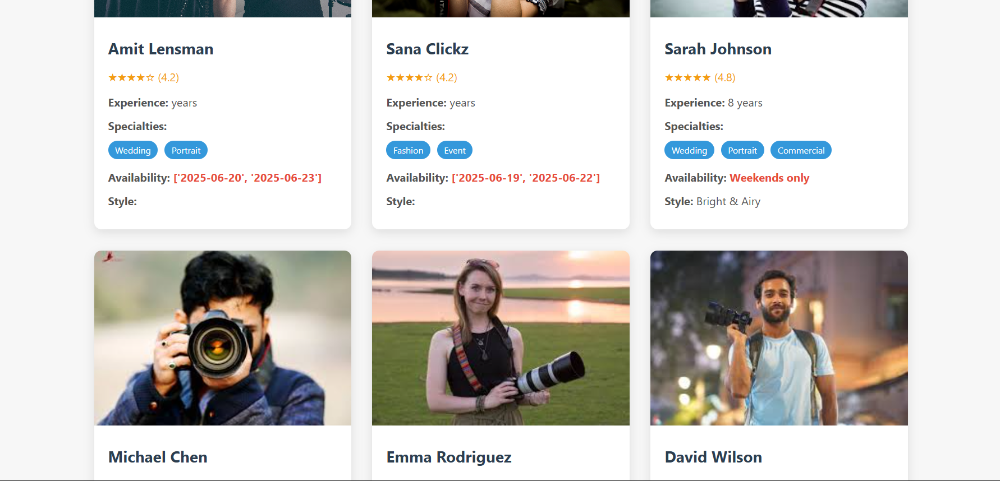 Amit Lensman
★★★★☆ (4.2)
Experience: years
Specialties:
Wedding Portrait
Availability: ['2025-06-20', '2025-06-23']
Style:
Sana Clickz
★★★★☆ (4.2)
Experience: years
Specialties:
Fashion Event
Availability: ['2025-06-19', '2025-06-22']
Style:
Sarah Johnson
★★★★★ (4.8)
Experience: 8 years
Specialties:
Wedding Portrait Commercial
Availability: Weekends only
Style: Bright & Airy
Michael Chen
Emma Rodriguez
David Wilson